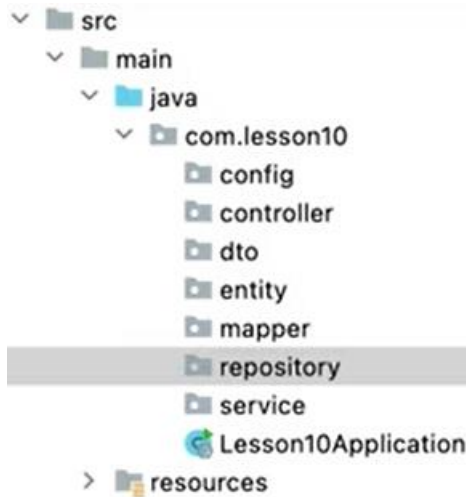 src
main
java
com.lesson10
config
controller
dto
entity
mapper
repository
service
Lesson10Application
resources